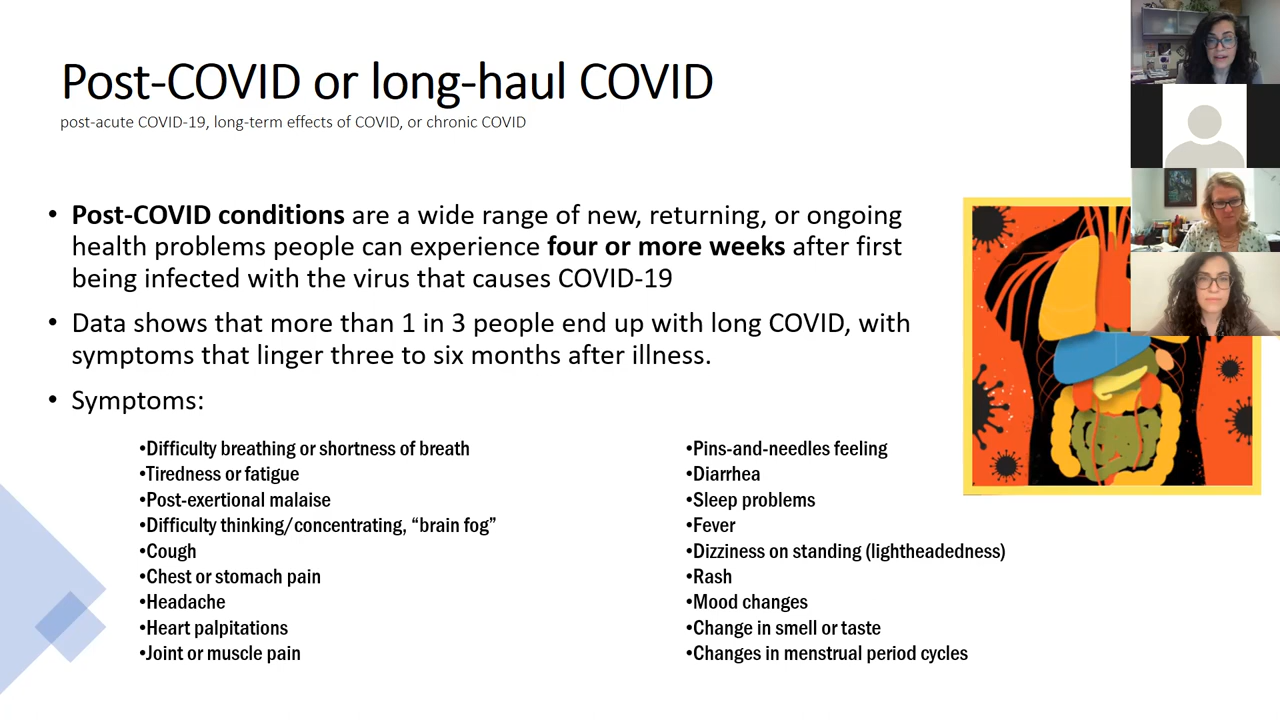 Post-COVID or long-haul COVID
post-acute COVID-19, long-term effects of COVID, or chronic COVID
• Post-COVID conditions are a wide range of new, returning, or ongoing
health problems people can experience four or more weeks after first
being infected with the virus that causes COVID-19
• Data shows that more than 1 in 3 people end up with long COVID, with
symptoms that linger three to six months after illness.
• Symptoms:
•Difficulty breathing or shortness of breath
•Tiredness or fatigue
•Post-exertional malaise
•Difficulty thinking/concentrating, “brain fog”
•Cough
•Chest or stomach pain
•Headache
•Heart palpitations
•Joint or muscle pain
•Pins-and-needles feeling
•Diarrhea
•Sleep problems
•Fever
•Dizziness on standing (lightheadedness)
•Rash
•Mood changes
•Change in smell or taste
•Changes in menstrual period cycles